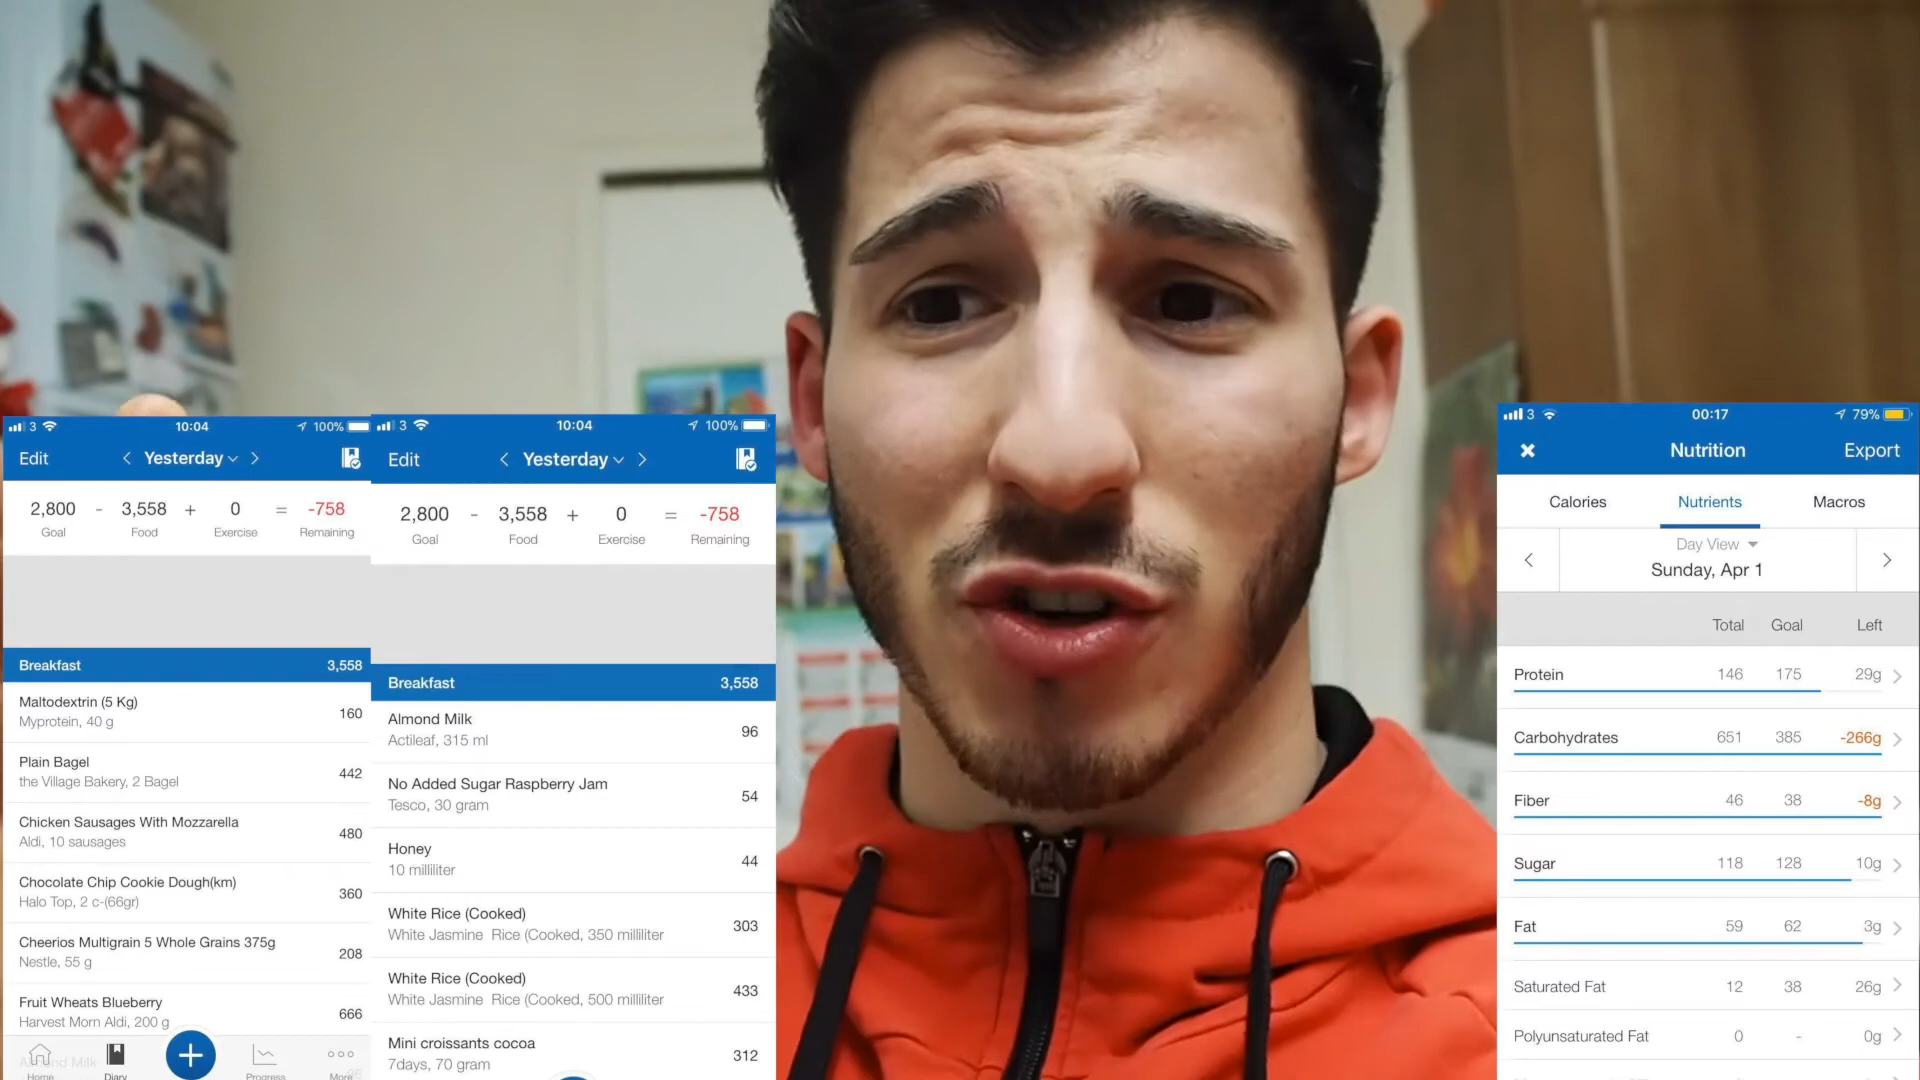 3 10:04 100%
Edit Yesterday
2,800 - 3,558 + 0 = -758
Goal Food Exercise Remaining
Breakfast 3,558
Maltodextrin (5 Kg)
Myprotein, 40 g 160
Plain Bagel
the Village Bakery, 2 Bagel 442
Chicken Sausages With Mozzarella
Aldi, 10 sausages 480
Chocolate Chip Cookie Dough(km)
Halo Top, 2 c-(66gr) 360
Cheerios Multigrain 5 Whole Grains 375g
Nestle, 55 g 208
Fruit Wheats Blueberry
Harvest Morn Aldi, 200 g 666
Almond Milk
Home Diary Progress More
3 10:04 100%
Edit Yesterday
2,800 - 3,558 + 0 = -758
Goal Food Exercise Remaining
Breakfast 3,558
Almond Milk
Actileaf, 315 ml 96
No Added Sugar Raspberry Jam
Tesco, 30 gram 54
Honey
10 milliliter 44
White Rice (Cooked)
White Jasmine Rice (Cooked, 350 milliliter 303
White Rice (Cooked)
White Jasmine Rice (Cooked, 500 milliliter 433
Mini croissants cocoa
7days, 70 gram 312
3 00:17 79%
Nutrition Export
Calories Nutrients Macros
Day View
Sunday, Apr 1
Total Goal Left
Protein 146 175 29g
Carbohydrates 651 385 -266g
Fiber 46 38 -8g
Sugar 118 128 10g
Fat 59 62 3g
Saturated Fat 12 38 26g
Polyunsaturated Fat 0 - 0g